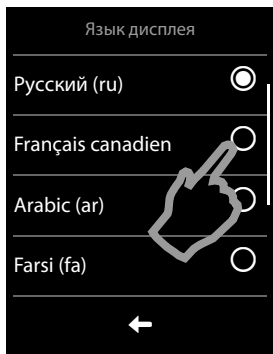 Язык дисплея
Русский (ru)
Français canadien
Arabic (ar)
Farsi (fa)